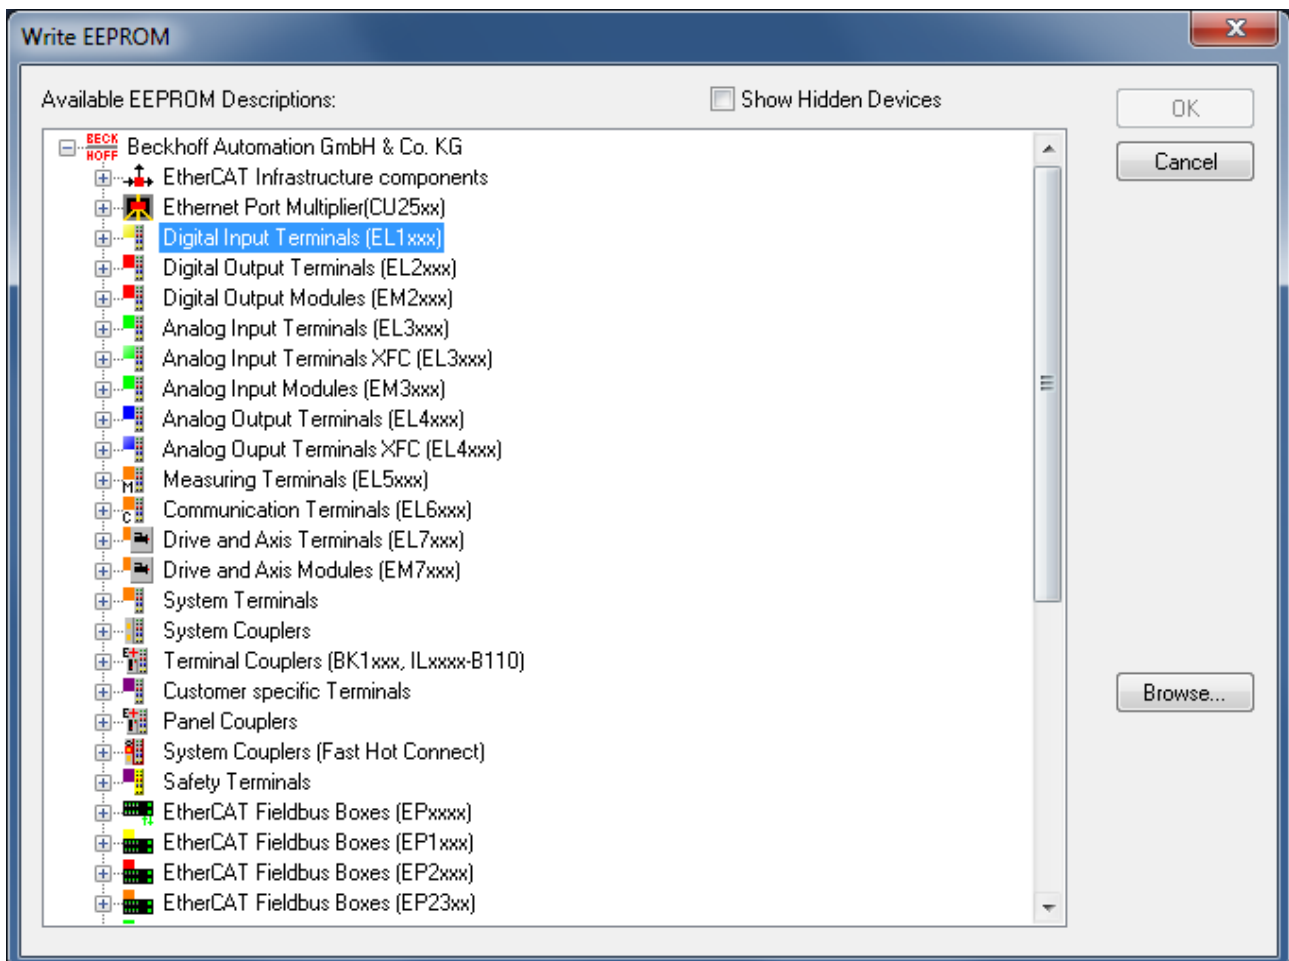 Write EEPROM
x
Available EEPROM Descriptions:
Show Hidden Devices
OK
Cancel
BECK
HOFF
Beckhoff Automation GmbH & Co. KG
EtherCAT Infrastructure components
Ethernet Port Multiplier(CU25xx)
Digital Input Terminals (EL1xxx)
Digital Output Terminals (EL2xxx)
Digital Output Modules (EM2xxx)
Analog Input Terminals (EL3xxx)
Analog Input Terminals XFC (EL3xxx)
Analog Input Modules (EM3xxx)
Analog Output Terminals (EL4xxx)
Analog Ouput Terminals XFC (EL4xxx)
M Measuring Terminals (EL5xxx)
C Communication Terminals (EL6xxx)
Drive and Axis Terminals (EL7xxx)
Drive and Axis Modules (EM7xxx)
System Terminals
System Couplers
Terminal Couplers (BK1xxx, ILxxxx-B110)
Customer specific Terminals
Panel Couplers
System Couplers (Fast Hot Connect)
Safety Terminals
EtherCAT Fieldbus Boxes (EPxxxx)
EtherCAT Fieldbus Boxes (EP1xxx)
EtherCAT Fieldbus Boxes (EP2xxx)
EtherCAT Fieldbus Boxes (EP23xx)
Browse...